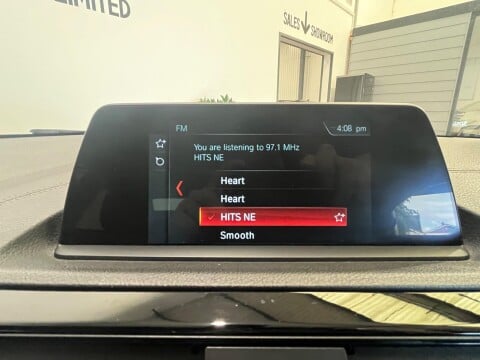 LIMITED
SALES SHOWROOM
FM
4:08 pm
You are listening to 97.1 MHz
HITS NE
Heart
Heart
HITS NE
Smooth